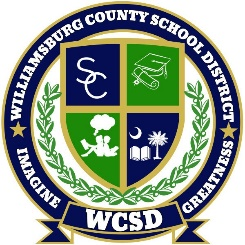 WILLIAMSBURG COUNTY SCHOOL DISTRICT
SC
IMAGINE
GREATNESS
WCSD